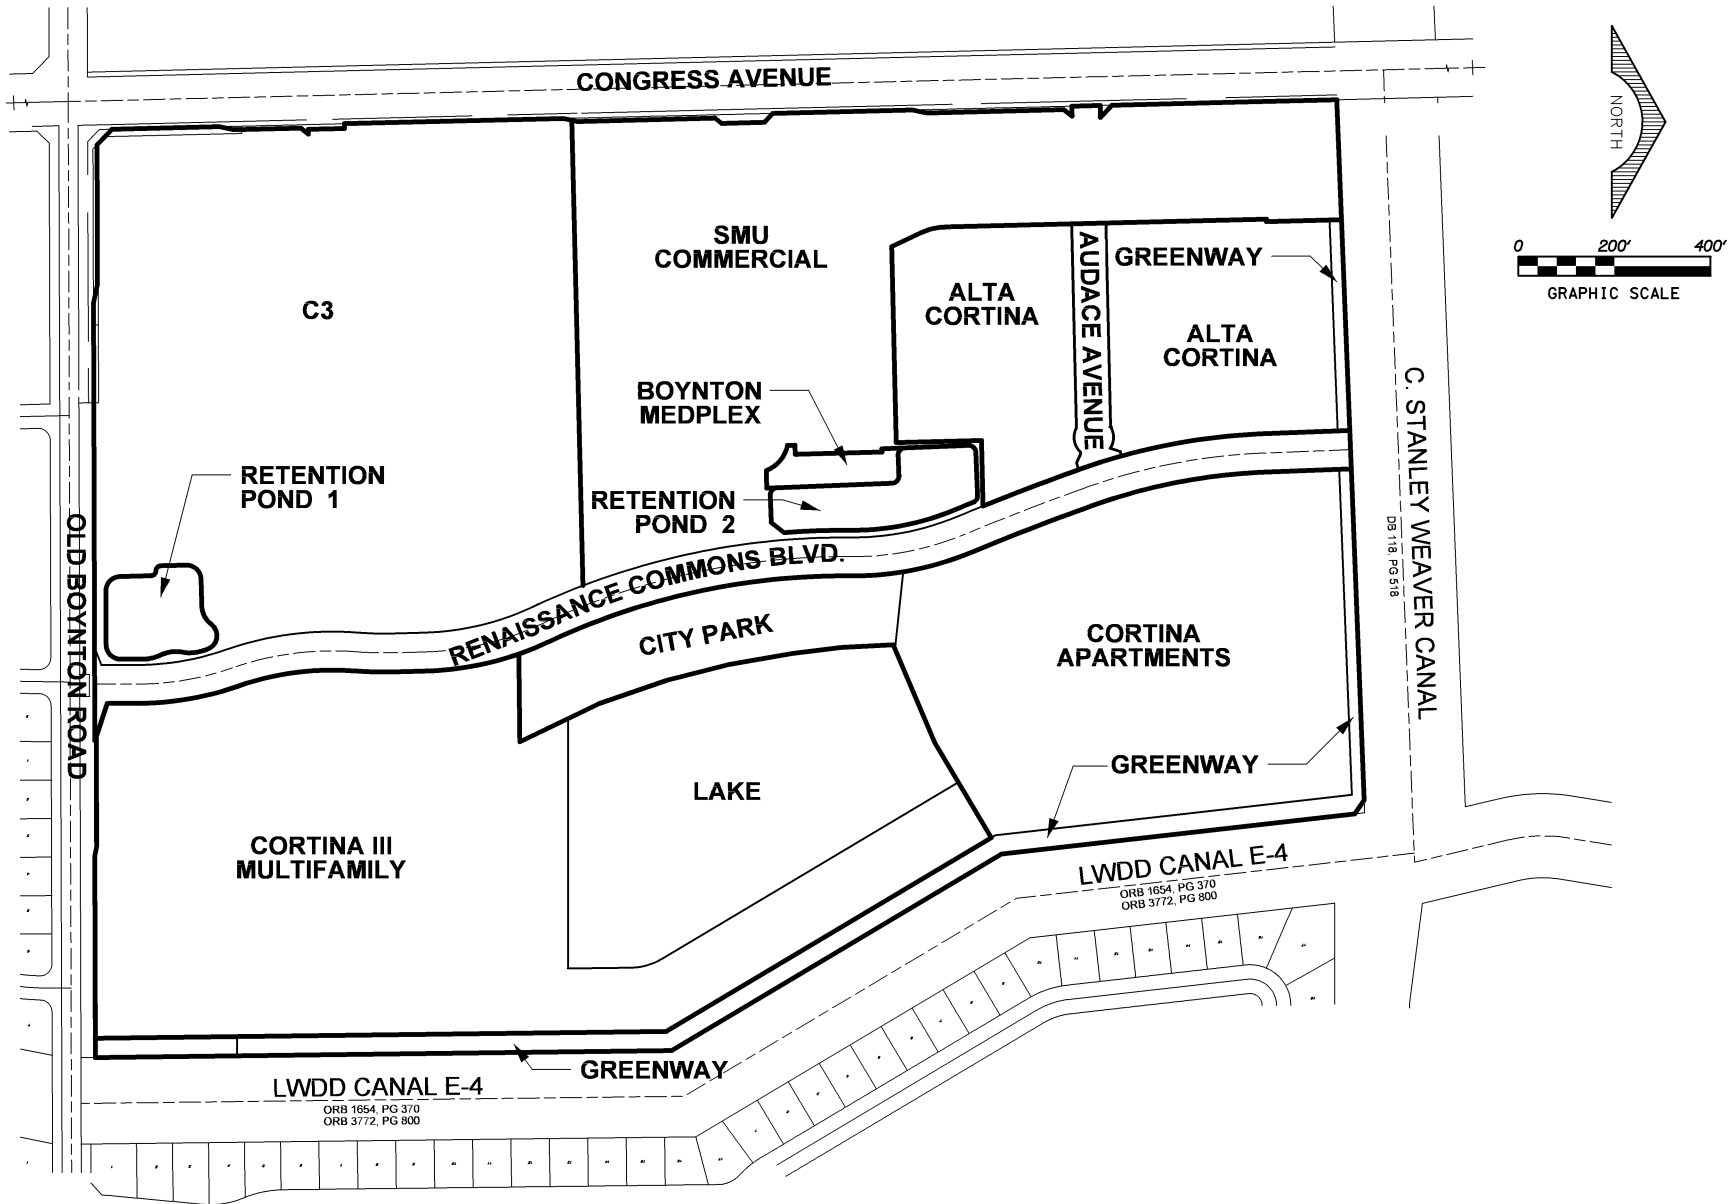 CONGRESS AVENUE
NORTH
0 200' 400'
GRAPHIC SCALE
SMU
COMMERCIAL
AUDACE AVENUE
GREENWAY
ALTA
CORTINA
ALTA
CORTINA
C3
BOYNTON
MEDPLEX
C. STANLEY WEAVER CANAL
DB 118, PG 518
RETENTION
POND 1
RETENTION
POND 2
OLD BOYNTON ROAD
RENAISSANCE COMMONS BLVD.
CITY PARK
CORTINA
APARTMENTS
GREENWAY
LAKE
CORTINA III
MULTIFAMILY
LWDD CANAL E-4
ORB 1654, PG 370
ORB 3772, PG 800
GREENWAY
LWDD CANAL E-4
ORB 1654, PG 370
ORB 3772, PG 800